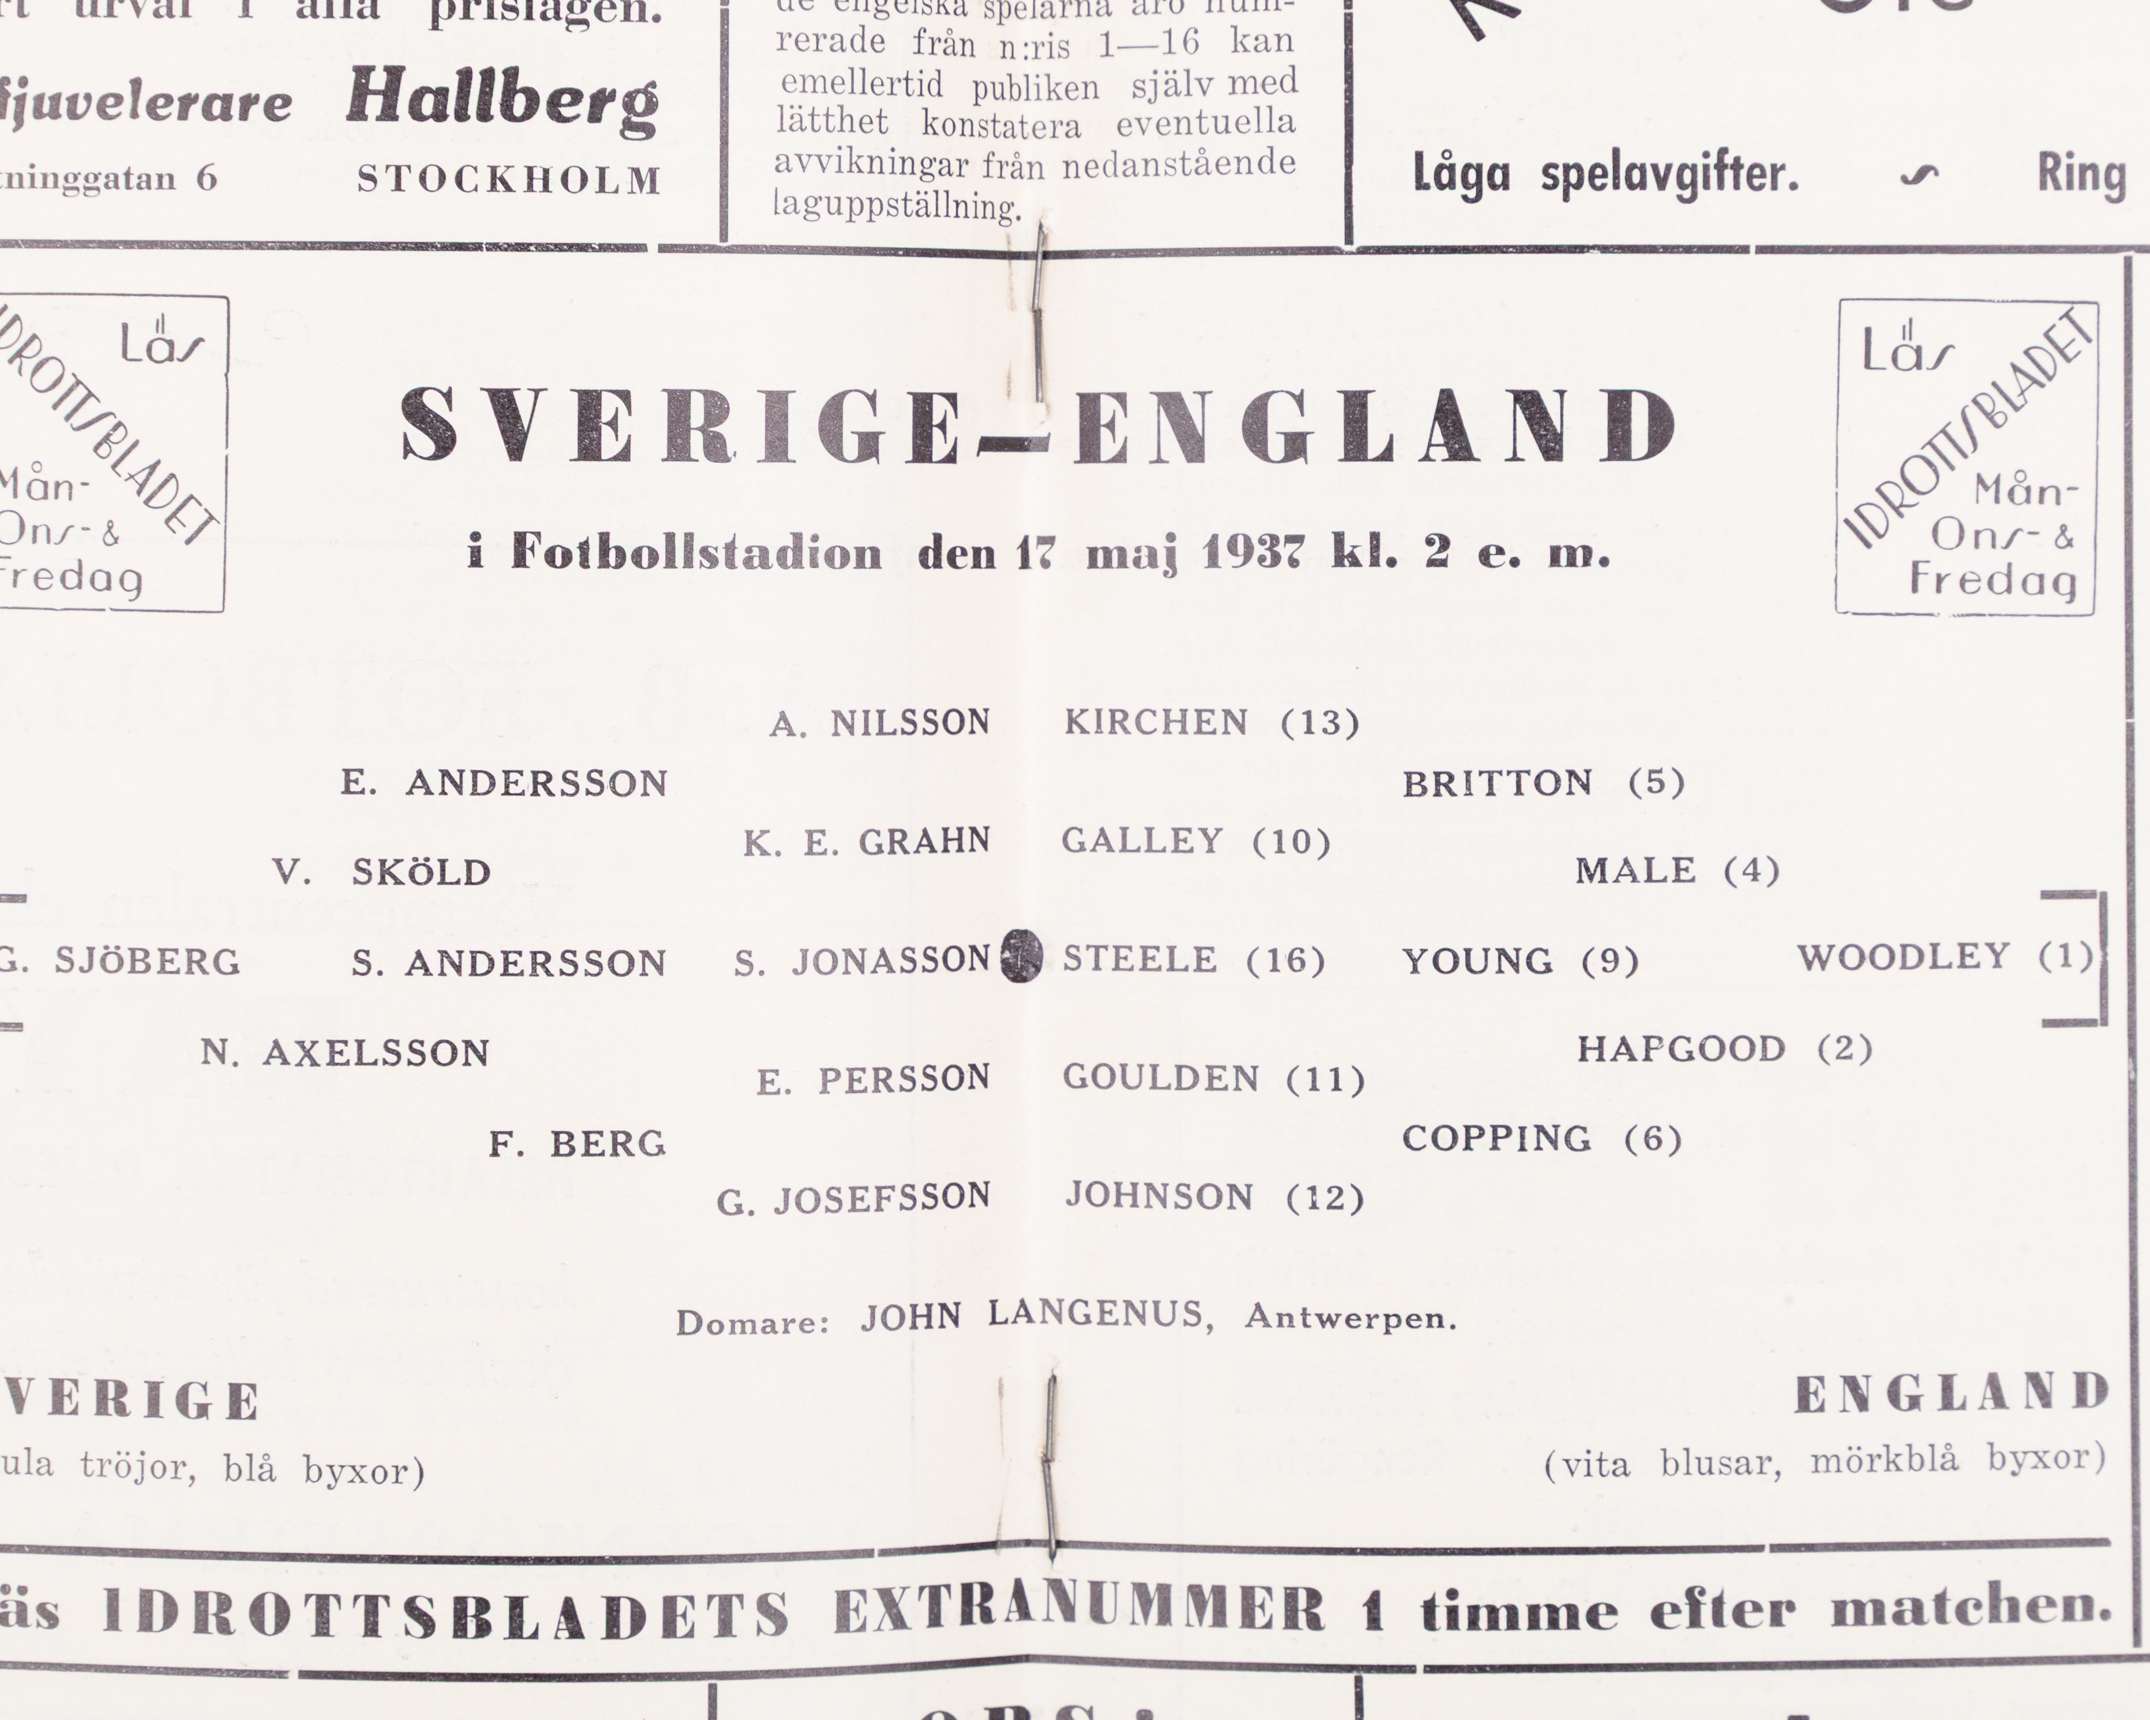 urval i alla prislagen.
fjuvelerare Hallberg
ninggatan 6 STOCKHOLM
de engelska spelarna äro num-
rerade från n:ris 1—16 kan
emellertid publiken själv med
lätthet konstatera eventuella
avvikningar från nedanstående
laguppställning.
Låga spelavgifter. Ring
Läs
IDROTTSBLADET
Mån-
Ons- &
Fredag
SVERIGE—ENGLAND
i Fotbollstadion den 17 maj 1937 kl. 2 e. m.
Läs
IDROTTSBLADET
Mån-
Ons- &
Fredag
A. NILSSON KIRCHEN (13)
E. ANDERSSON BRITTON (5)
K. E. GRAHN GALLEY (10)
V. SKÖLD MALE (4)
G. SJÖBERG S. ANDERSSON S. JONASSON STEELE (16) YOUNG (9) WOODLEY (1)
N. AXELSSON HAPGOOD (2)
E. PERSSON GOULDEN (11)
F. BERG COPPING (6)
G. JOSEFSSON JOHNSON (12)
Domare: JOHN LANGENUS, Antwerpen.
VERIGE ENGLAND
ula tröjor, blå byxor) (vita blusar, mörkblå byxor)
äs IDROTTSBLADETS EXTRANUMMER 1 timme efter matchen.